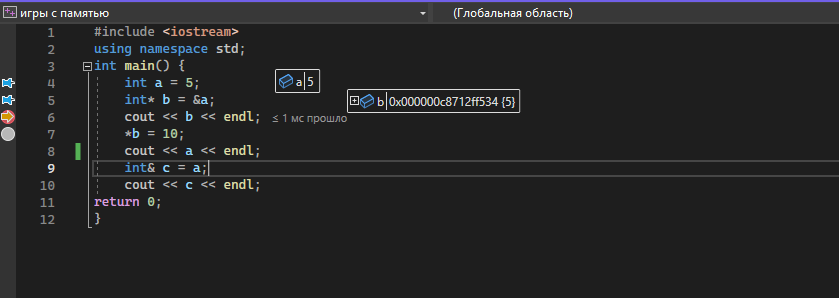 игры с памятью (Глобальная область)
1 #include <iostream>
2 using namespace std;
3 int main() {
4 int a = 5; a 5
5 int* b = &a; b 0x000000c8712ff534 {5}
6 cout << b << endl; ≤ 1 мс прошло
7 *b = 10;
8 cout << a << endl;
9 int& c = a;
10 cout << c << endl;
11 return 0;
12 }